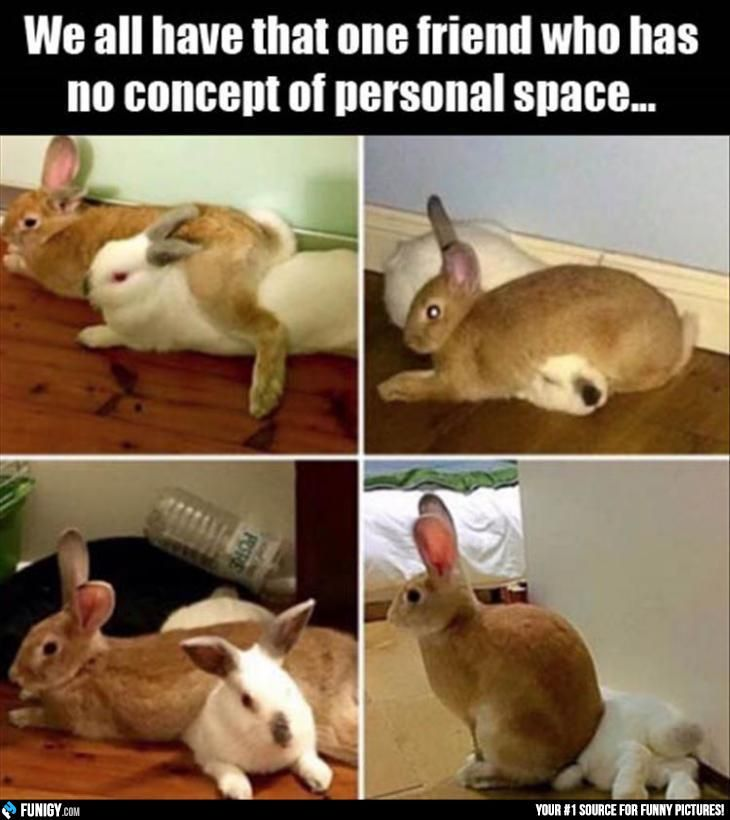 We all have that one friend who has
no concept of personal space...
PURE
FUNIGY.COM
YOUR #1 SOURCE FOR FUNNY PICTURES!